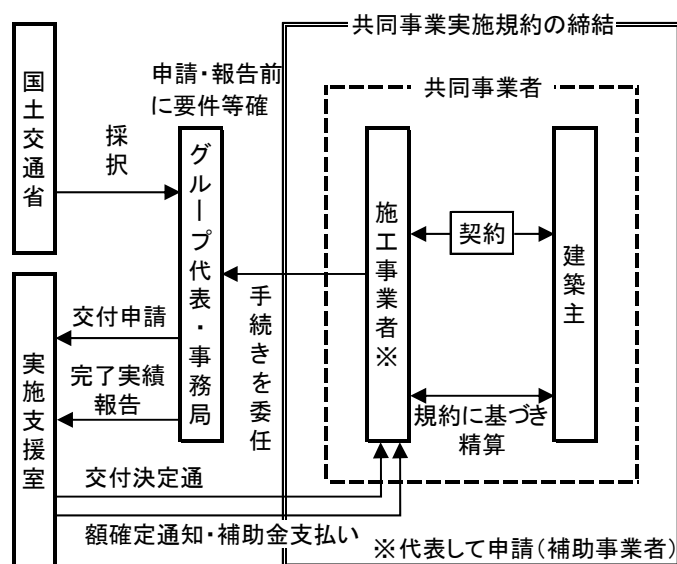 共同事業実施規約の締結
国土交通省
申請・報告前
に要件等確
共同事業者
採択
グループ代表・事務局
施工事業者※
契約
建築主
手続きを委任
交付申請
実施支援室
完了実績
報告
規約に基づき
精算
交付決定通
額確定通知・補助金支払い
※代表して申請(補助事業者)